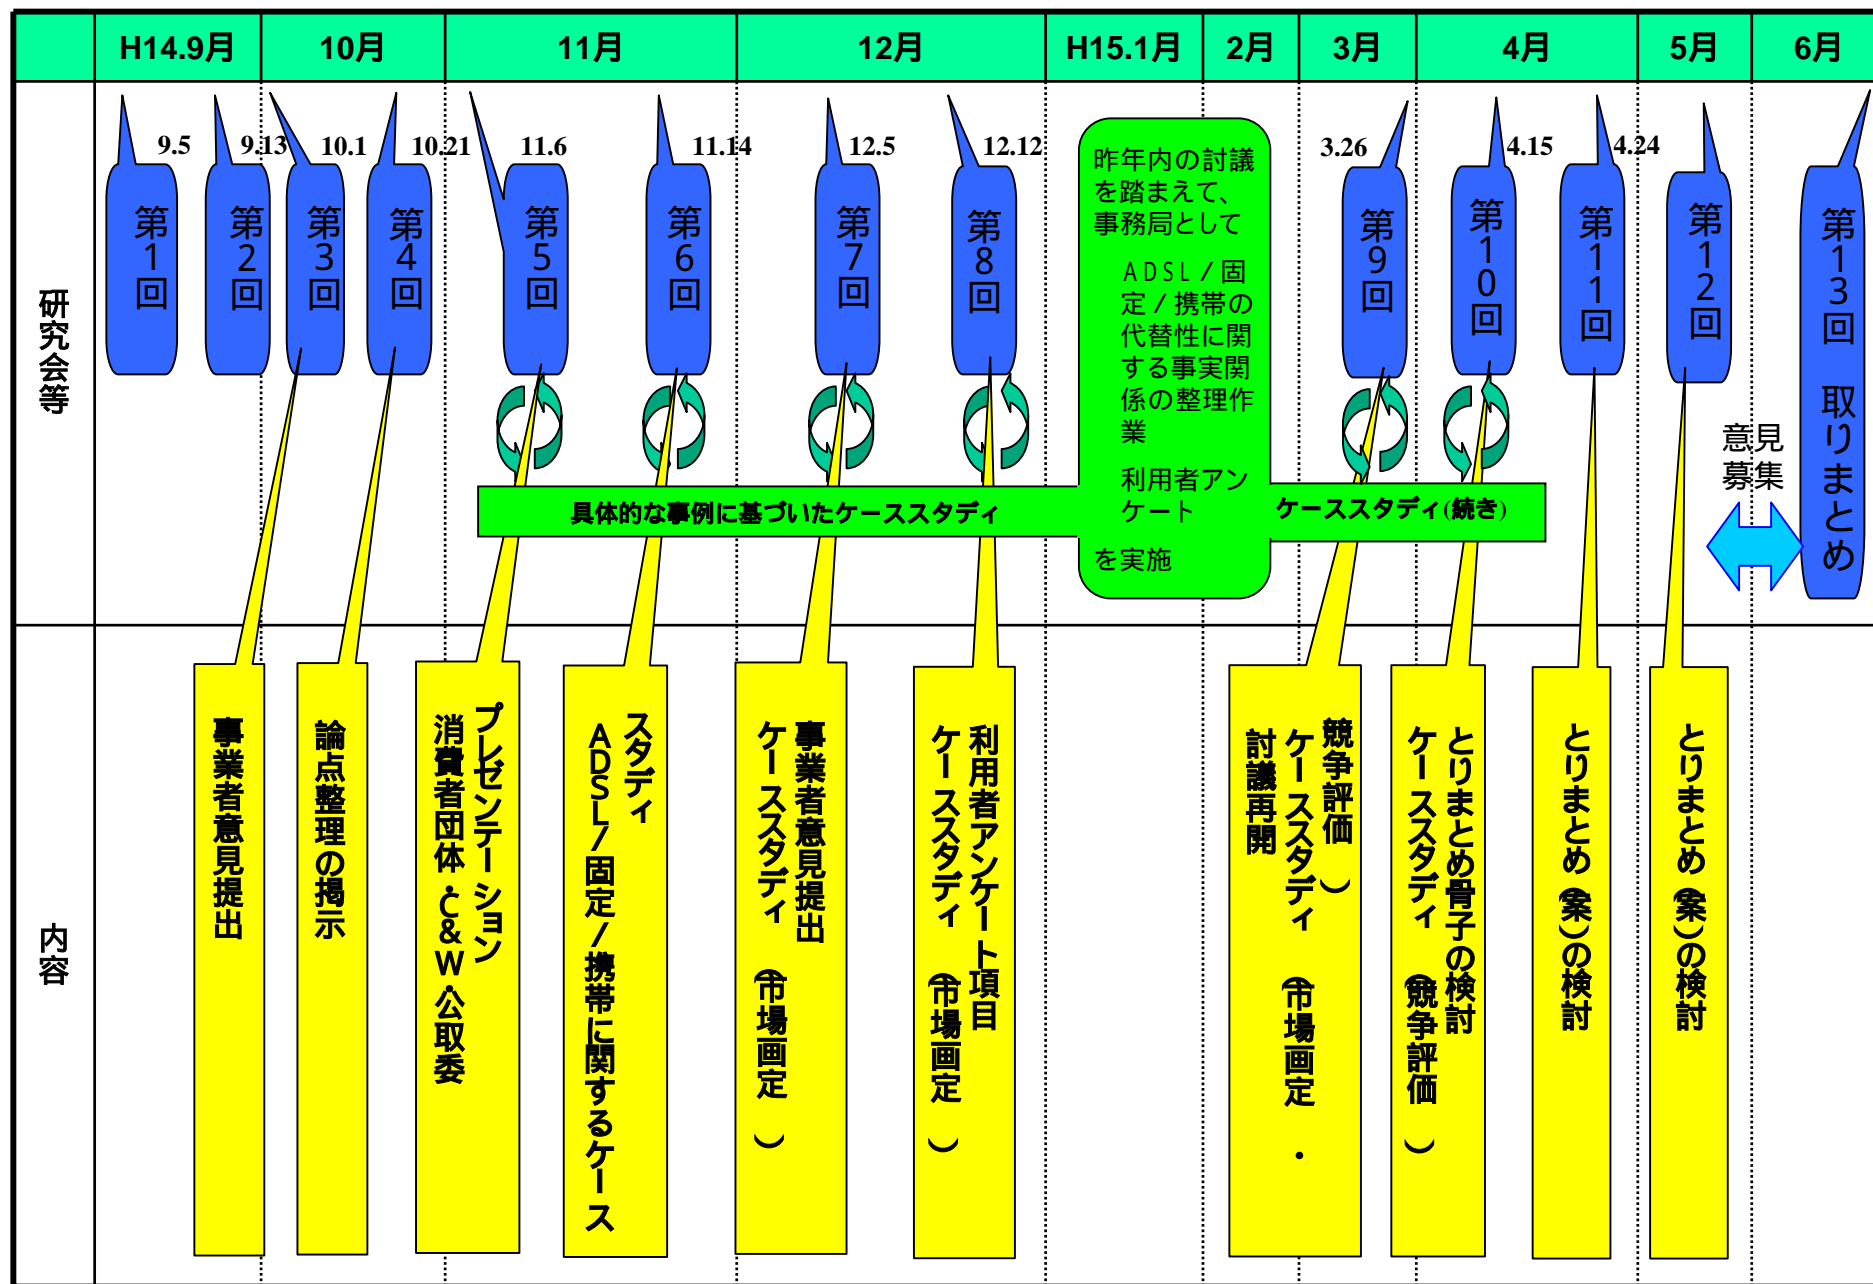 H14.9月
10月
11月
12月
H15.1月
2月
3月
4月
5月
6月
研究会等
9.5
9.13
10.1
10.21
11.6
11.14
12.5
12.12
3.26
4.15
4.24
第1回
第2回
第3回
第4回
第5回
第6回
第7回
第8回
第9回
第10回
第11回
第12回
第13回 取りまとめ
昨年内の討議
を踏まえて、
事務局として
ADSL/固
定/携帯の
代替性に関
する事実関
係の整理作
業
利用者アン
ケート
を実施
具体的な事例に基づいたケーススタディ
ケーススタディ(続き)
意見
募集
内容
事業者意見提出
論点整理の掲示
プレゼンテーション
消費者団体・C&W・公取委
ADSL/固定/携帯に関するケース
スタディ
事業者意見提出
ケーススタディ (市場画定)
利用者アンケート項目
ケーススタディ (市場画定)
討議再開
ケーススタディ (市場画定・
競争評価)
とりまとめ骨子の検討
ケーススタディ (競争評価)
とりまとめ(案)の検討
とりまとめ(案)の検討